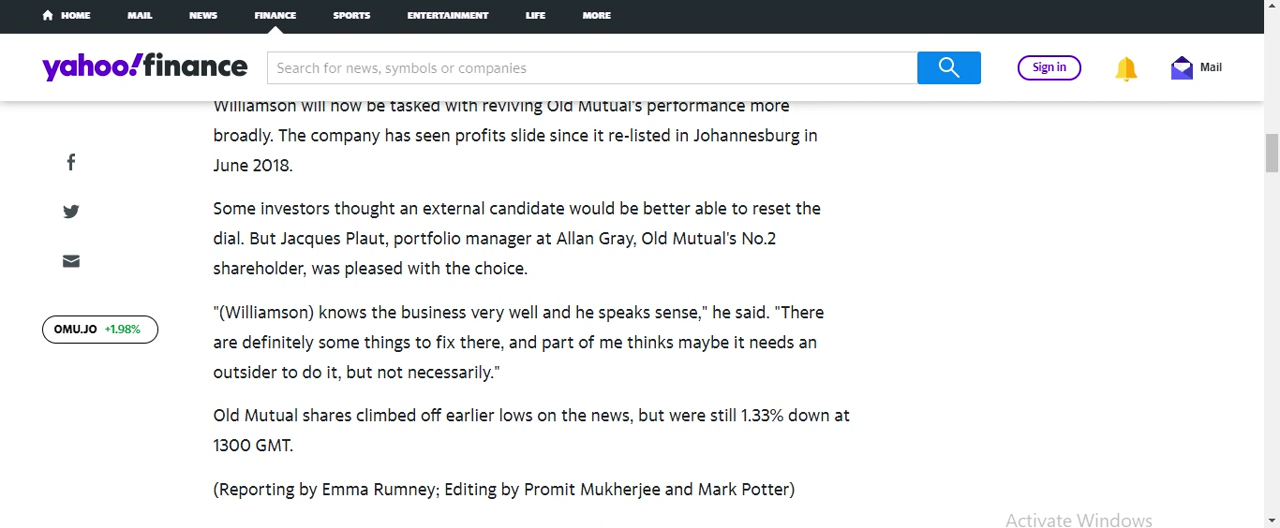 HOME MAIL NEWS FINANCE SPORTS ENTERTAINMENT LIFE MORE
yahoo!finance Search for news, symbols or companies Sign in Mail
Williamson will now be tasked with reviving Old Mutual's performance more
broadly. The company has seen profits slide since it re-listed in Johannesburg in
June 2018.
Some investors thought an external candidate would be better able to reset the
dial. But Jacques Plaut, portfolio manager at Allan Gray, Old Mutual's No.2
shareholder, was pleased with the choice.
OMU.JO +1.98%
"(Williamson) knows the business very well and he speaks sense," he said. "There
are definitely some things to fix there, and part of me thinks maybe it needs an
outsider to do it, but not necessarily."
Old Mutual shares climbed off earlier lows on the news, but were still 1.33% down at
1300 GMT.
(Reporting by Emma Rumney; Editing by Promit Mukherjee and Mark Potter)
Activate Windows